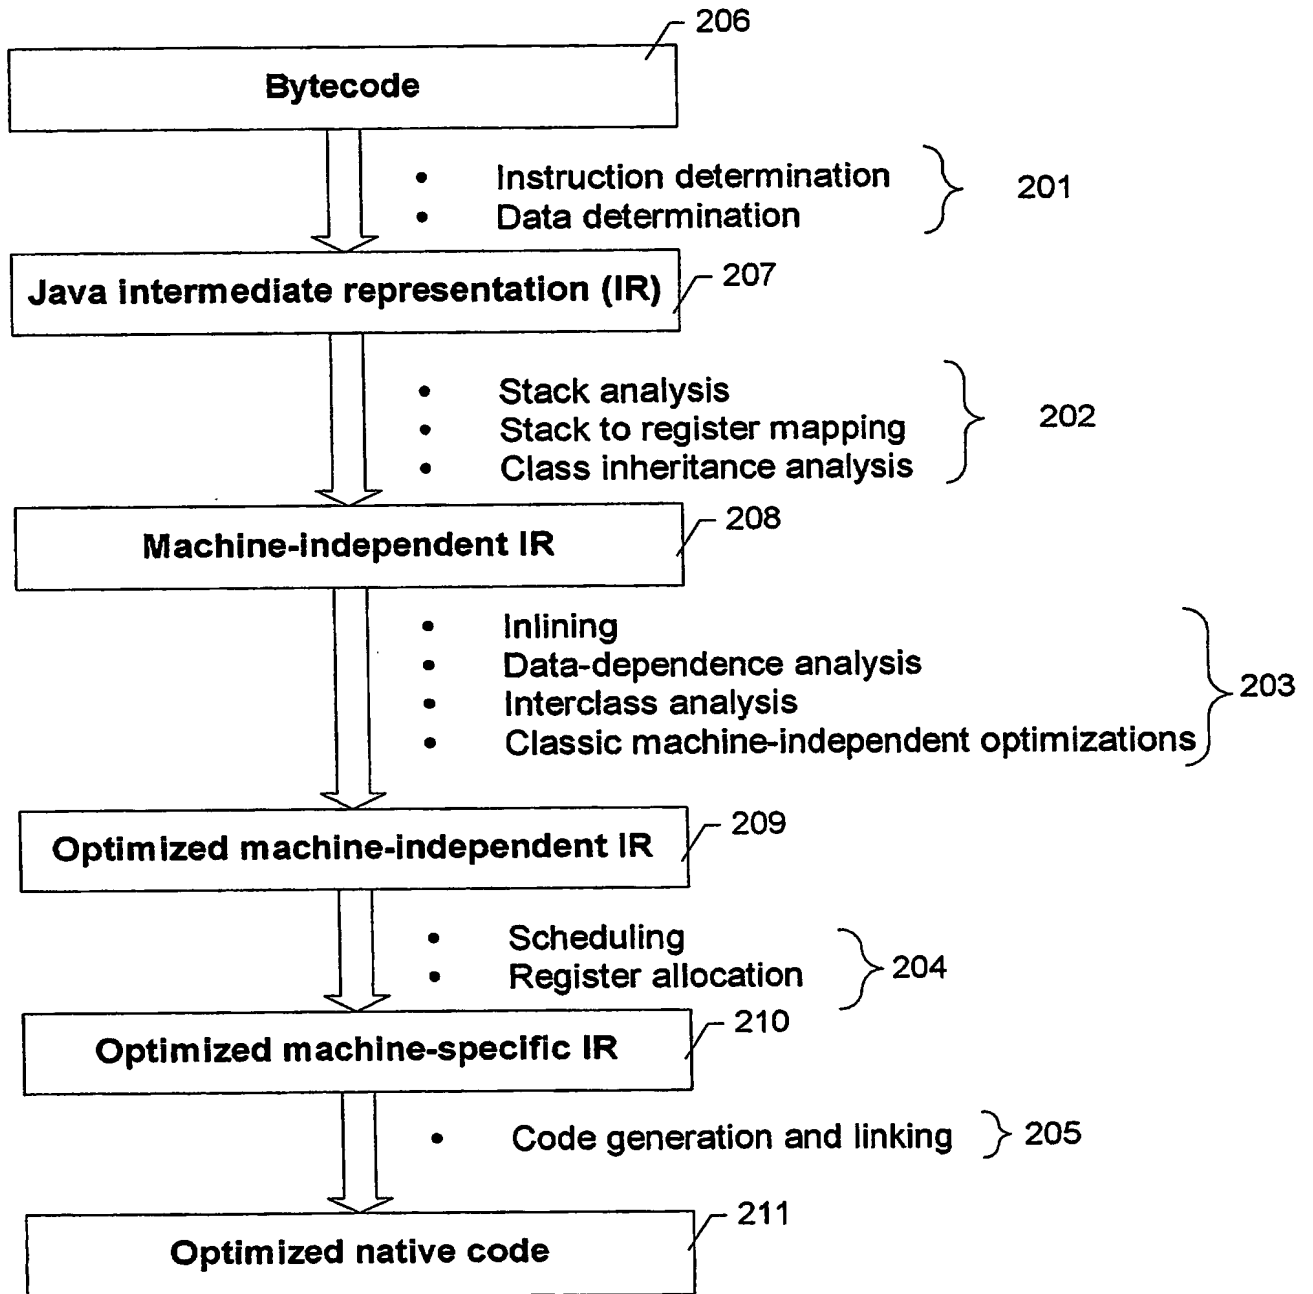 206
Bytecode
• Instruction determination
• Data determination
201
207
Java intermediate representation (IR)
• Stack analysis
• Stack to register mapping
• Class inheritance analysis
202
208
Machine-independent IR
• Inlining
• Data-dependence analysis
• Interclass analysis
• Classic machine-independent optimizations
203
209
Optimized machine-independent IR
• Scheduling
• Register allocation
204
210
Optimized machine-specific IR
• Code generation and linking
205
211
Optimized native code